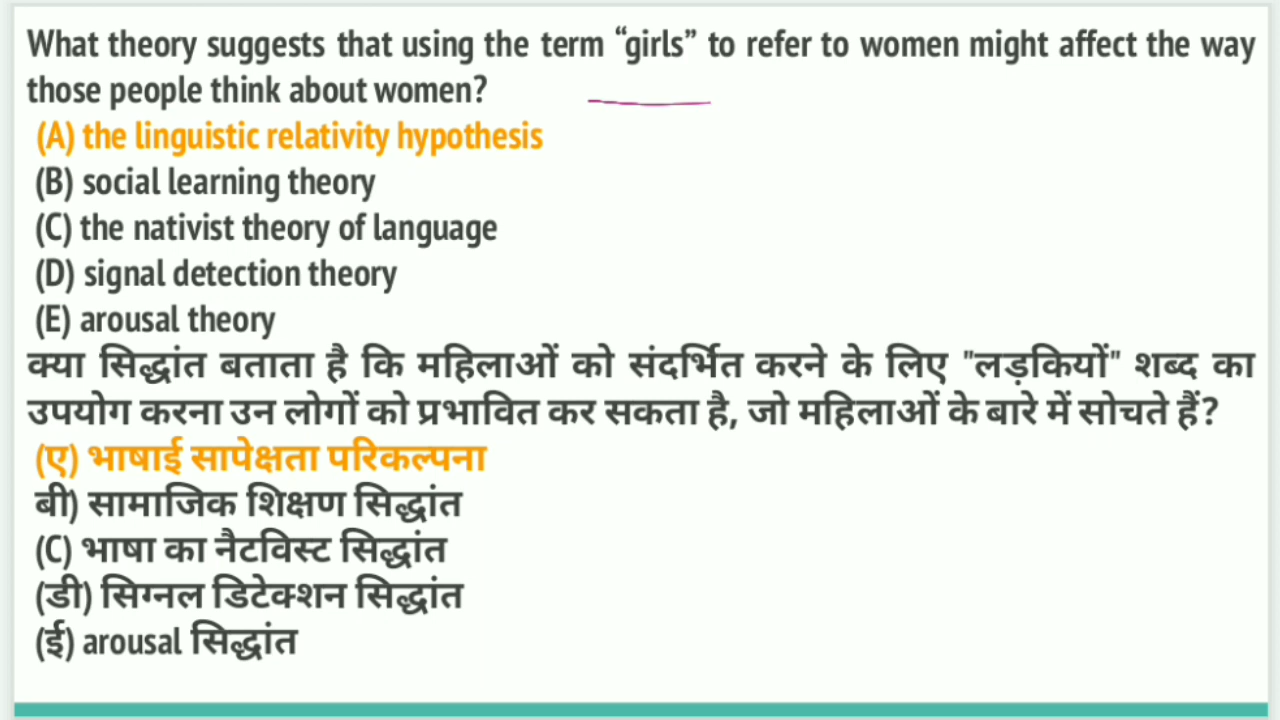 What theory suggests that using the term “girls” to refer to women might affect the way
those people think about women?
(A) the linguistic relativity hypothesis
(B) social learning theory
(C) the nativist theory of language
(D) signal detection theory
(E) arousal theory
क्या सिद्धांत बताता है कि महिलाओं को संदर्भित करने के लिए "लड़कियों" शब्द का
उपयोग करना उन लोगों को प्रभावित कर सकता है, जो महिलाओं के बारे में सोचते हैं?
(ए) भाषाई सापेक्षता परिकल्पना
बी) सामाजिक शिक्षण सिद्धांत
(C) भाषा का नैटविस्ट सिद्धांत
(डी) सिग्नल डिटेक्शन सिद्धांत
(ई) arousal सिद्धांत